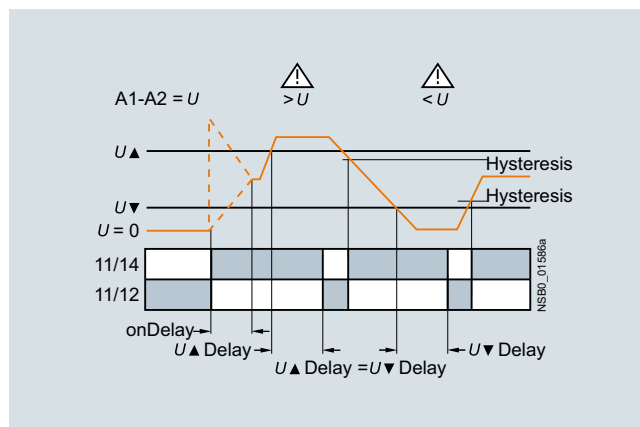 A1-A2 = U
>U
<U
U▲
Hysteresis
Hysteresis
U▼
U = 0
11/14
11/12
NSB0_01586a
onDelay
U▲Delay
U▼Delay
U▲Delay =U▼Delay